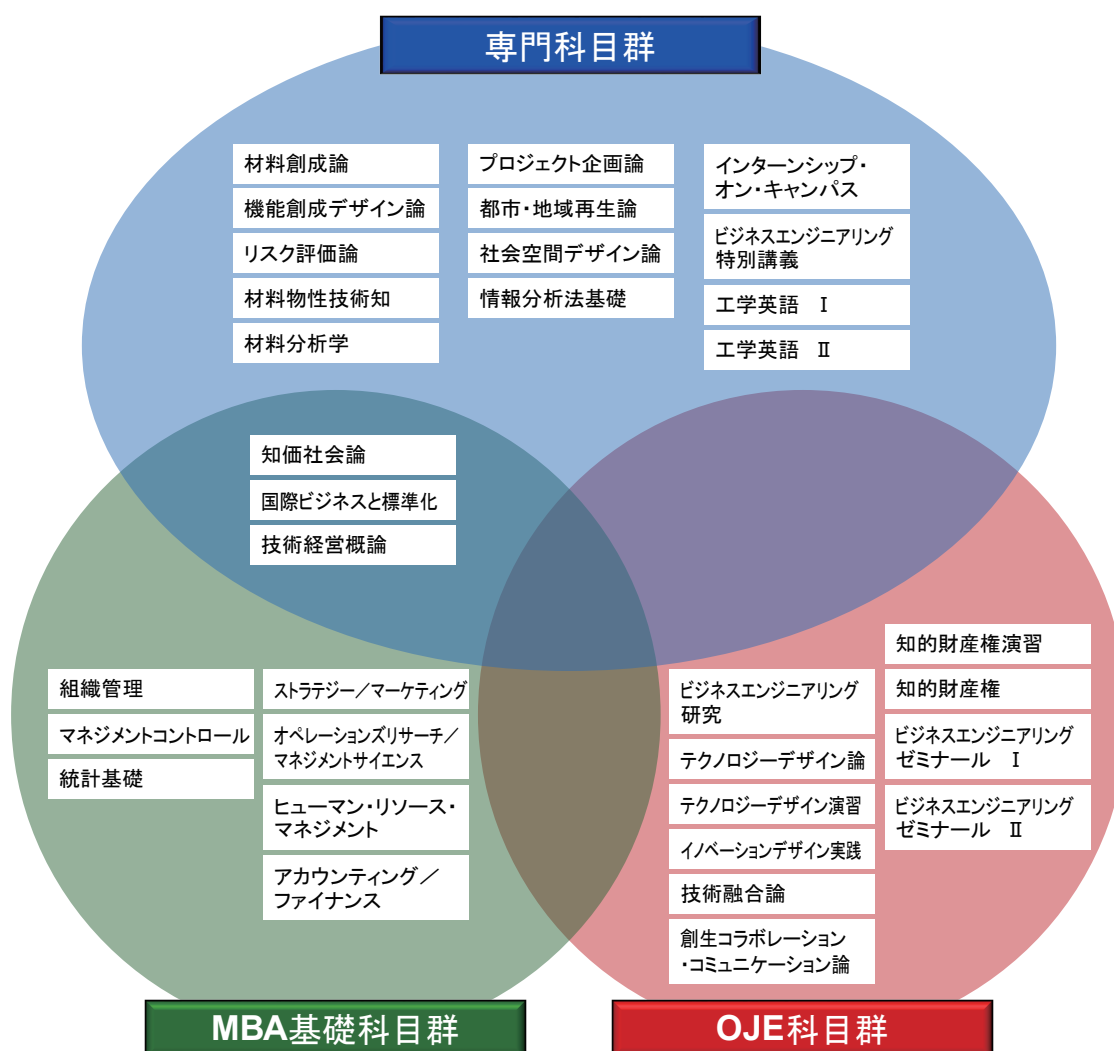 専門科目群
材料創成論
機能創成デザイン論
リスク評価論
材料物性技術知
材料分析学
プロジェクト企画論
都市・地域再生論
社会空間デザイン論
情報分析法基礎
インターンシップ・
オン・キャンパス
ビジネスエンジニアリング
特別講義
工学英語　Ⅰ
工学英語　Ⅱ
知価社会論
国際ビジネスと標準化
技術経営概論
組織管理
マネジメントコントロール
統計基礎
ストラテジー／マーケティング
オペレーションズリサーチ／
マネジメントサイエンス
ヒューマン・リソース・
マネジメント
アカウンティング／
ファイナンス
ビジネスエンジニアリング
研究
テクノロジーデザイン論
テクノロジーデザイン演習
イノベーションデザイン実践
技術融合論
創生コラボレーション
・コミュニケーション論
知的財産権演習
知的財産権
ビジネスエンジニアリング
ゼミナール　Ⅰ
ビジネスエンジニアリング
ゼミナール　Ⅱ
MBA基礎科目群
OJE科目群